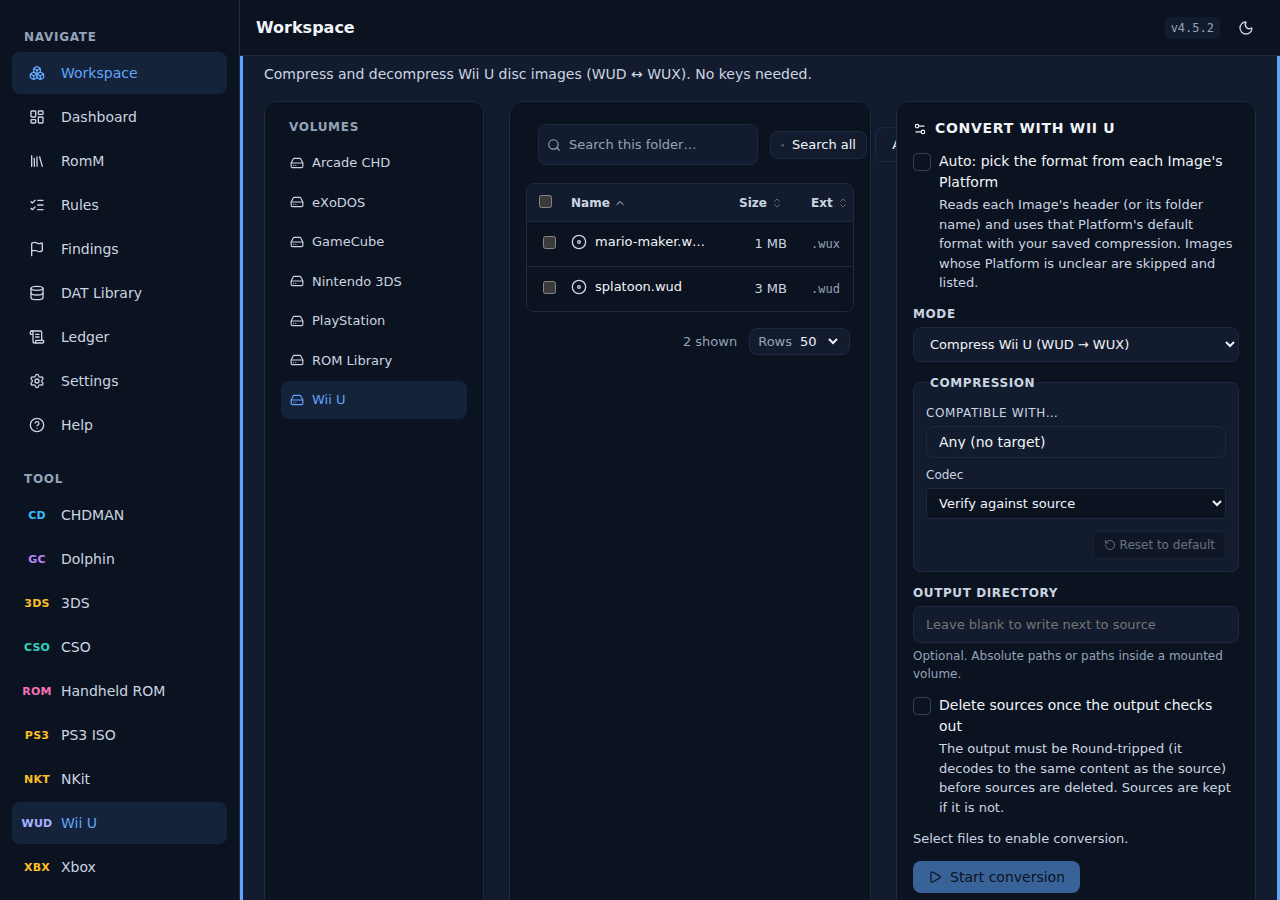 NAVIGATE
Workspace
Dashboard
RomM
Rules
Findings
DAT Library
Ledger
Settings
Help
TOOL
CD CHDMAN
GC Dolphin
3DS 3DS
CSO CSO
ROM Handheld ROM
PS3 PS3 ISO
NKT NKit
WUD Wii U
XBX Xbox
Workspace
v4.5.2
Compress and decompress Wii U disc images (WUD ↔ WUX). No keys needed.
VOLUMES
Arcade CHD
eXoDOS
GameCube
Nintendo 3DS
PlayStation
ROM Library
Wii U
Search this folder…
Search all
Name Size Ext
mario-maker.w… 1 MB .wux
splatoon.wud 3 MB .wud
2 shown Rows 50
CONVERT WITH WII U
Auto: pick the format from each Image's
Platform
Reads each Image's header (or its folder
name) and uses that Platform's default
format with your saved compression. Images
whose Platform is unclear are skipped and
listed.
MODE
Compress Wii U (WUD → WUX)
COMPRESSION
COMPATIBLE WITH…
Any (no target)
Codec
Verify against source
Reset to default
OUTPUT DIRECTORY
Leave blank to write next to source
Optional. Absolute paths or paths inside a mounted
volume.
Delete sources once the output checks
out
The output must be Round-tripped (it
decodes to the same content as the source)
before sources are deleted. Sources are kept
if it is not.
Select files to enable conversion.
Start conversion